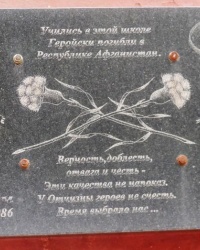 Учились в этой школе
Геройски погибли в
Республике Афганистан.
Верность, доблесть,
отвага и честь -
Эти качества не напоказ.
У Отчизны героев не счесть.
Время выбрало нас ...
86